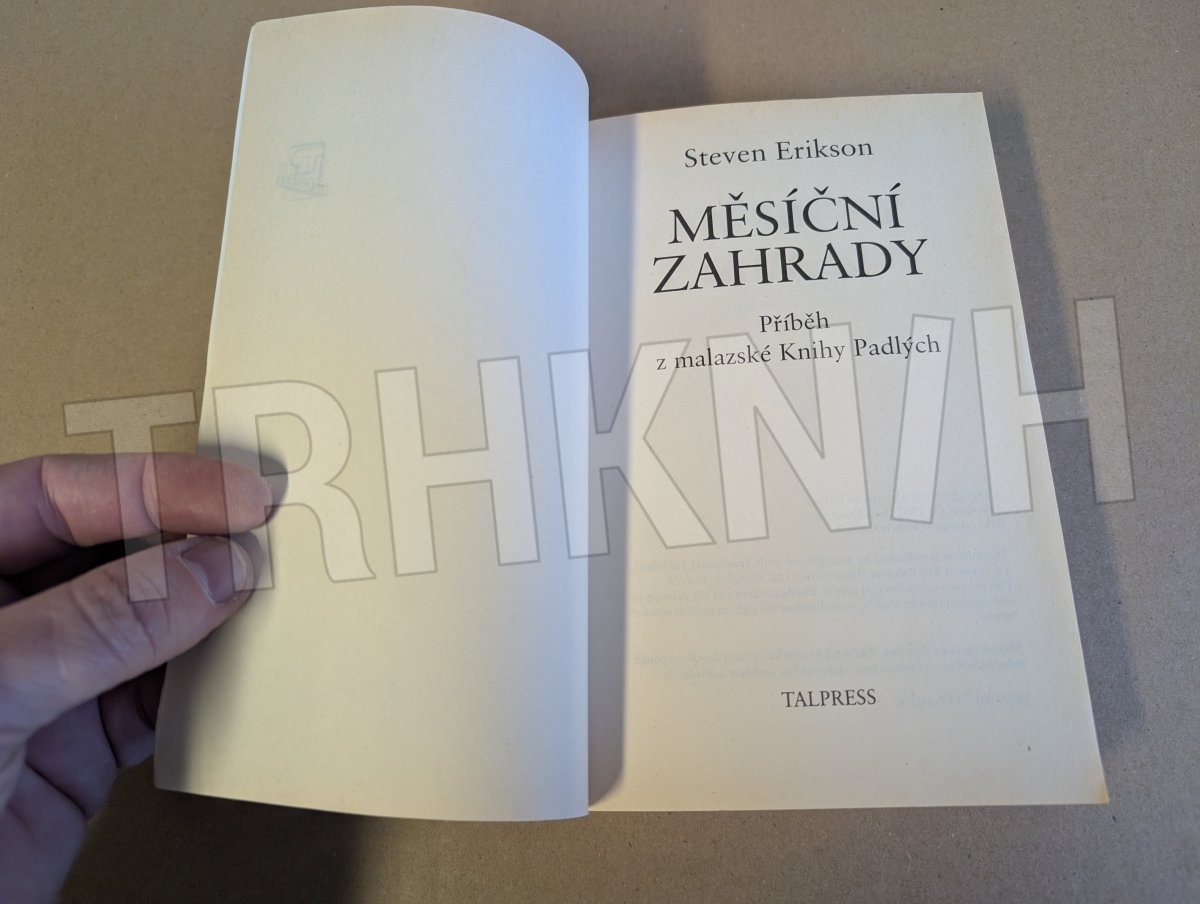 Steven Erikson
MĚSÍČNÍ
ZAHRADY
Příběh
z malazské Knihy Padlých
TRHKNIH
TALPRESS